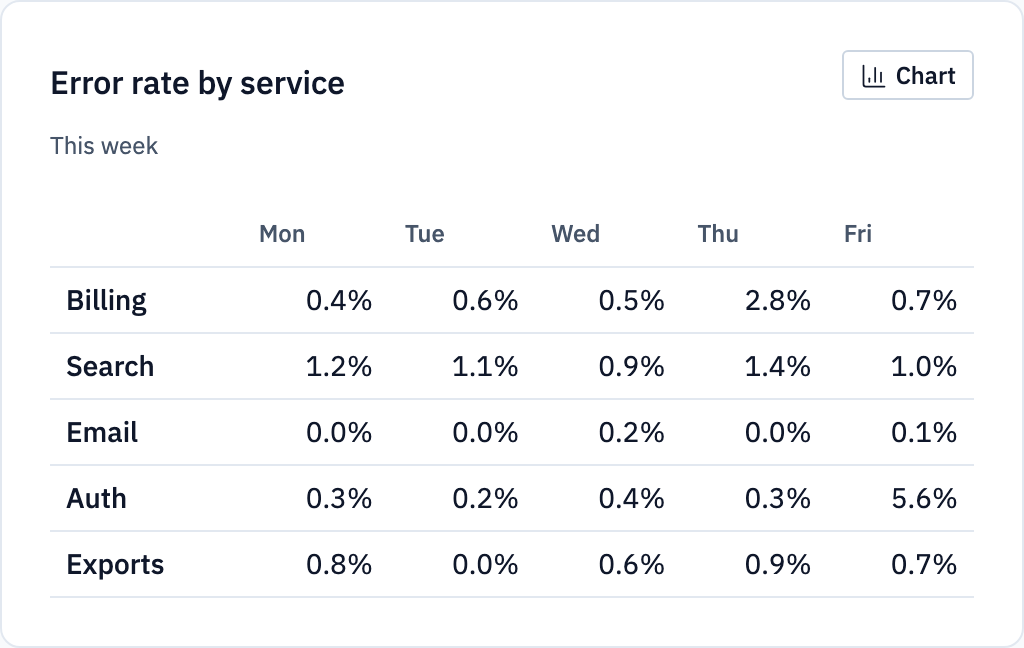 Error rate by service
Chart
This week
Mon Tue Wed Thu Fri
Billing 0.4% 0.6% 0.5% 2.8% 0.7%
Search 1.2% 1.1% 0.9% 1.4% 1.0%
Email 0.0% 0.0% 0.2% 0.0% 0.1%
Auth 0.3% 0.2% 0.4% 0.3% 5.6%
Exports 0.8% 0.0% 0.6% 0.9% 0.7%